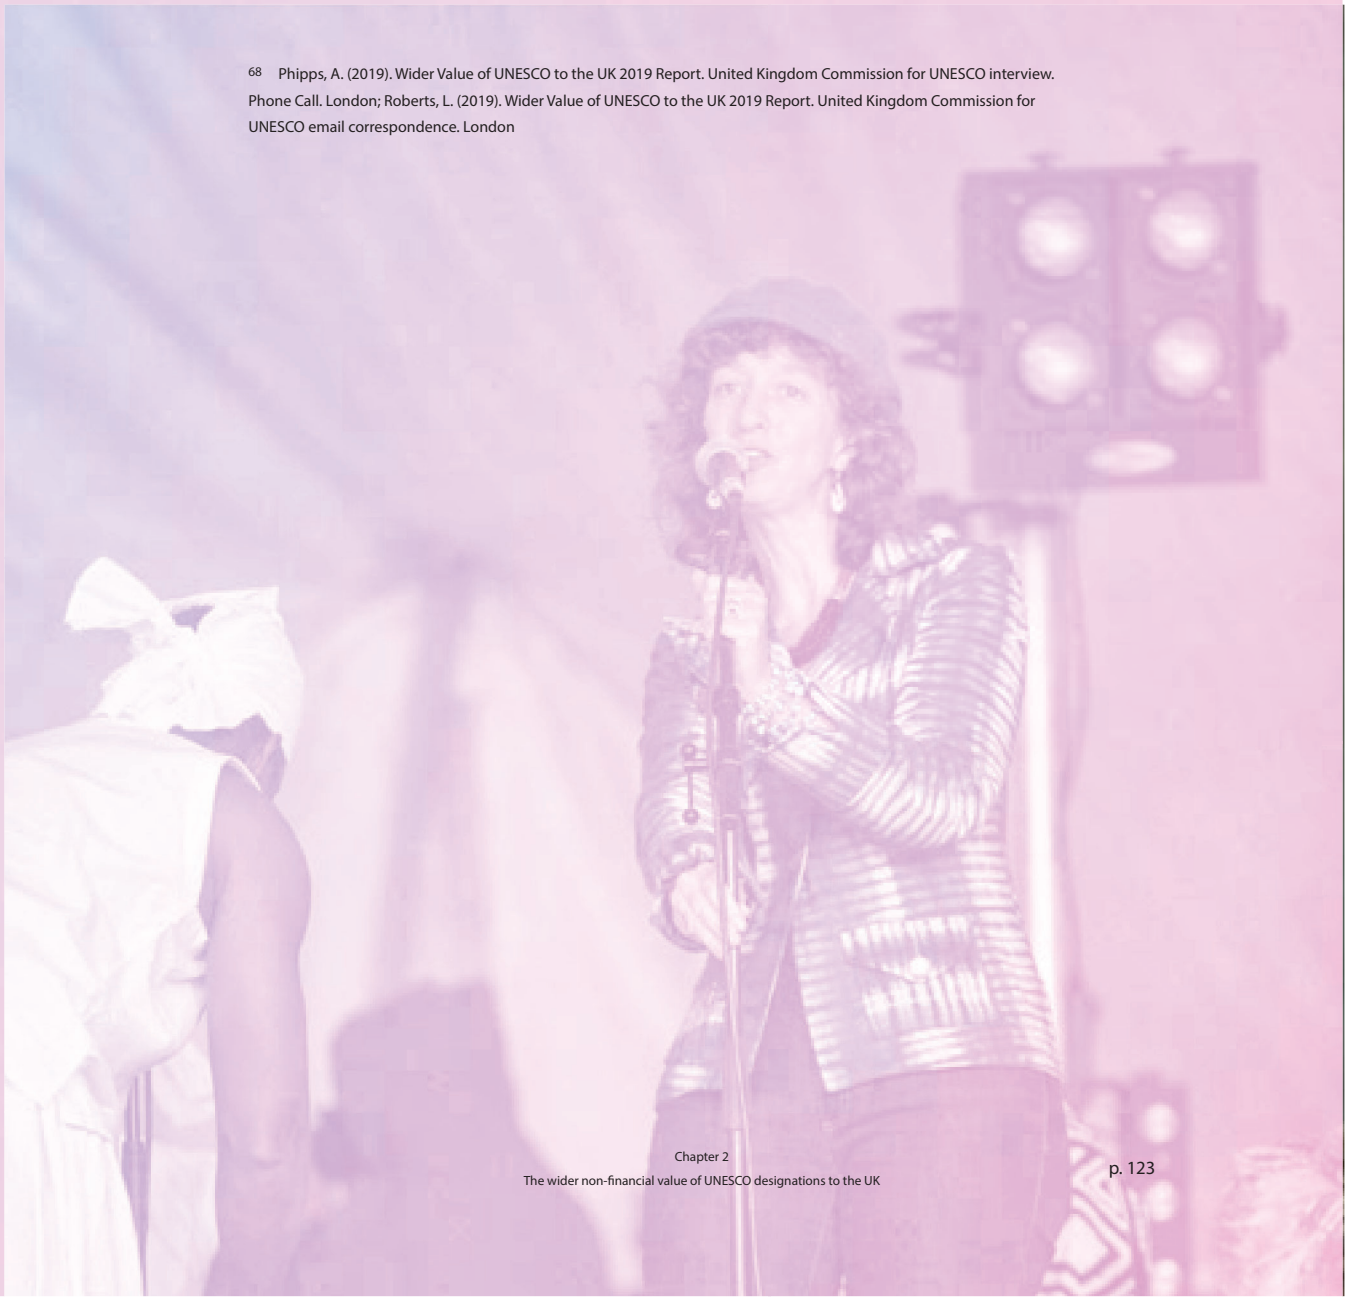 68 Phipps, A. (2019). Wider Value of UNESCO to the UK 2019 Report. United Kingdom Commission for UNESCO interview.
Phone Call. London; Roberts, L. (2019). Wider Value of UNESCO to the UK 2019 Report. United Kingdom Commission for
UNESCO email correspondence. London
Chapter 2
The wider non-financial value of UNESCO designations to the UK
p. 123